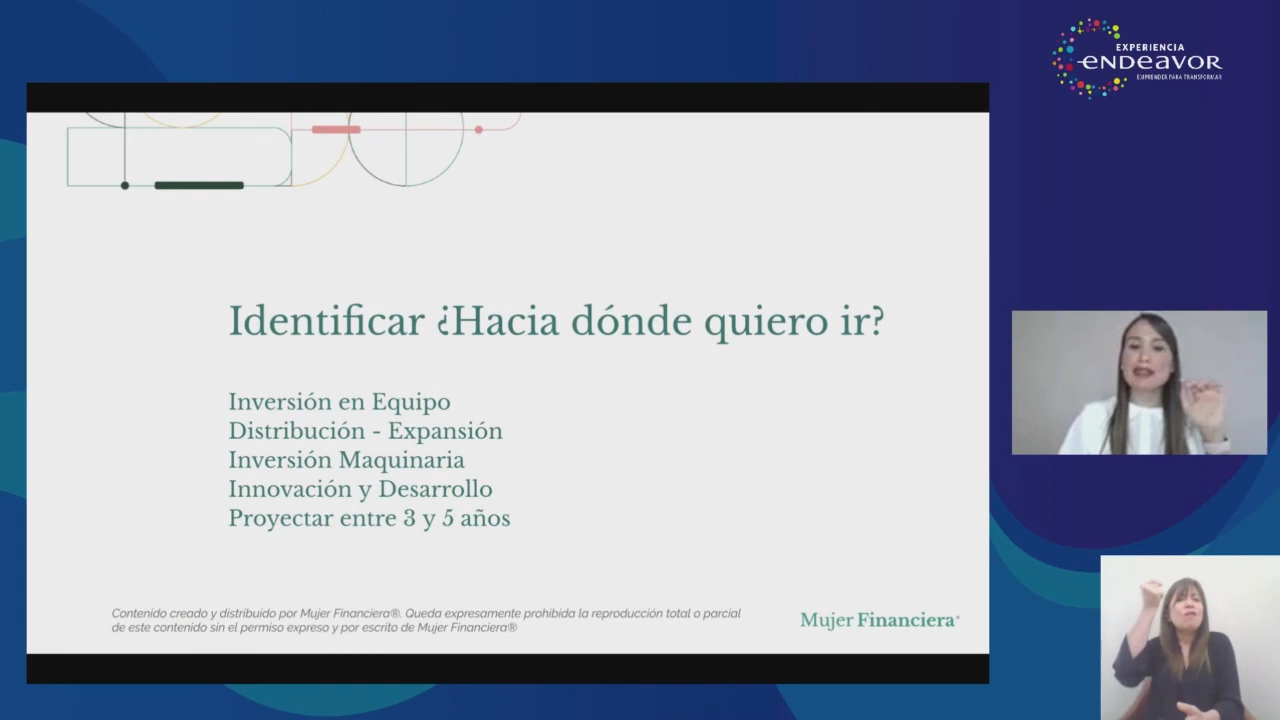 EXPERIENCIA
ENDEAVOR
EMPRENDER PARA TRANSFORMAR
Identificar ¿Hacia dónde quiero ir?
Inversión en Equipo
Distribución - Expansión
Inversión Maquinaria
Innovación y Desarrollo
Proyectar entre 3 y 5 años
Contenido creado y distribuido por Mujer Financiera®. Queda expresamente prohibida la reproducción total o parcial
de este contenido sin el permiso expreso y por escrito de Mujer Financiera®
Mujer Financiera®